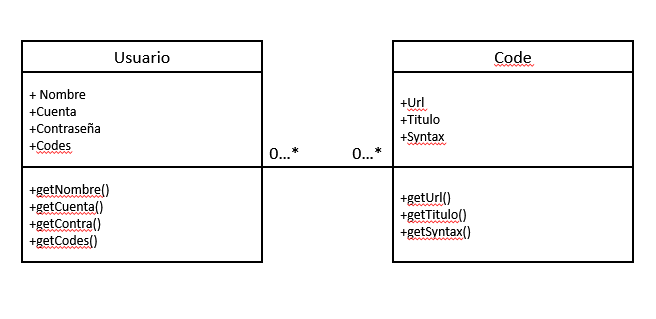 Usuario
+ Nombre
+Cuenta
+Contraseña
+Codes
+getNombre()
+getCuenta()
+getContra()
+getCodes()
0...*
0...*
Code
+Url
+Titulo
+Syntax
+getUrl()
+getTitulo()
+getSyntax()